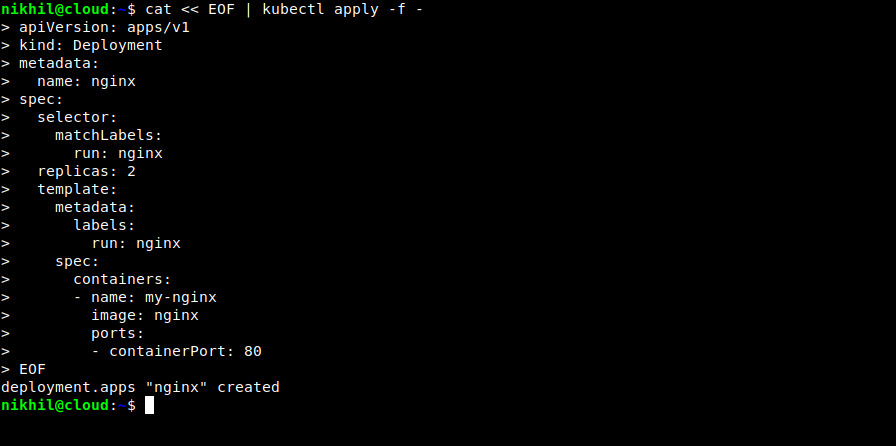 nikhil@cloud:~$ cat << EOF | kubectl apply -f -
> apiVersion: apps/v1
> kind: Deployment
> metadata:
>   name: nginx
> spec:
>   selector:
>     matchLabels:
>       run: nginx
>   replicas: 2
>   template:
>     metadata:
>       labels:
>         run: nginx
>     spec:
>       containers:
>       - name: my-nginx
>         image: nginx
>         ports:
>         - containerPort: 80
> EOF
deployment.apps "nginx" created
nikhil@cloud:~$